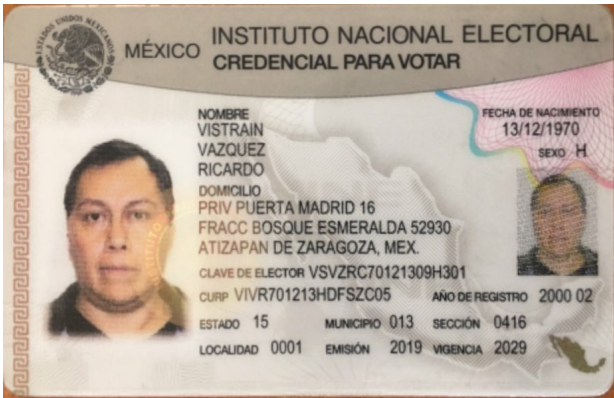 ESTADOS UNIDOS MEXICANOS
MÉXICO INSTITUTO NACIONAL ELECTORAL
CREDENCIAL PARA VOTAR
NOMBRE
VISTRAIN
VAZQUEZ
RICARDO
FECHA DE NACIMIENTO
13/12/1970
SEXO H
DOMICILIO
PRIV PUERTA MADRID 16
FRACC BOSQUE ESMERALDA 52930
ATIZAPAN DE ZARAGOZA, MEX.
CLAVE DE ELECTOR VSVZRC70121309H301
CURP VIVR701213HDFSZC05 AÑO DE REGISTRO 2000 02
ESTADO 15 MUNICIPIO 013 SECCIÓN 0416
LOCALIDAD 0001 EMISIÓN 2019 VIGENCIA 2029